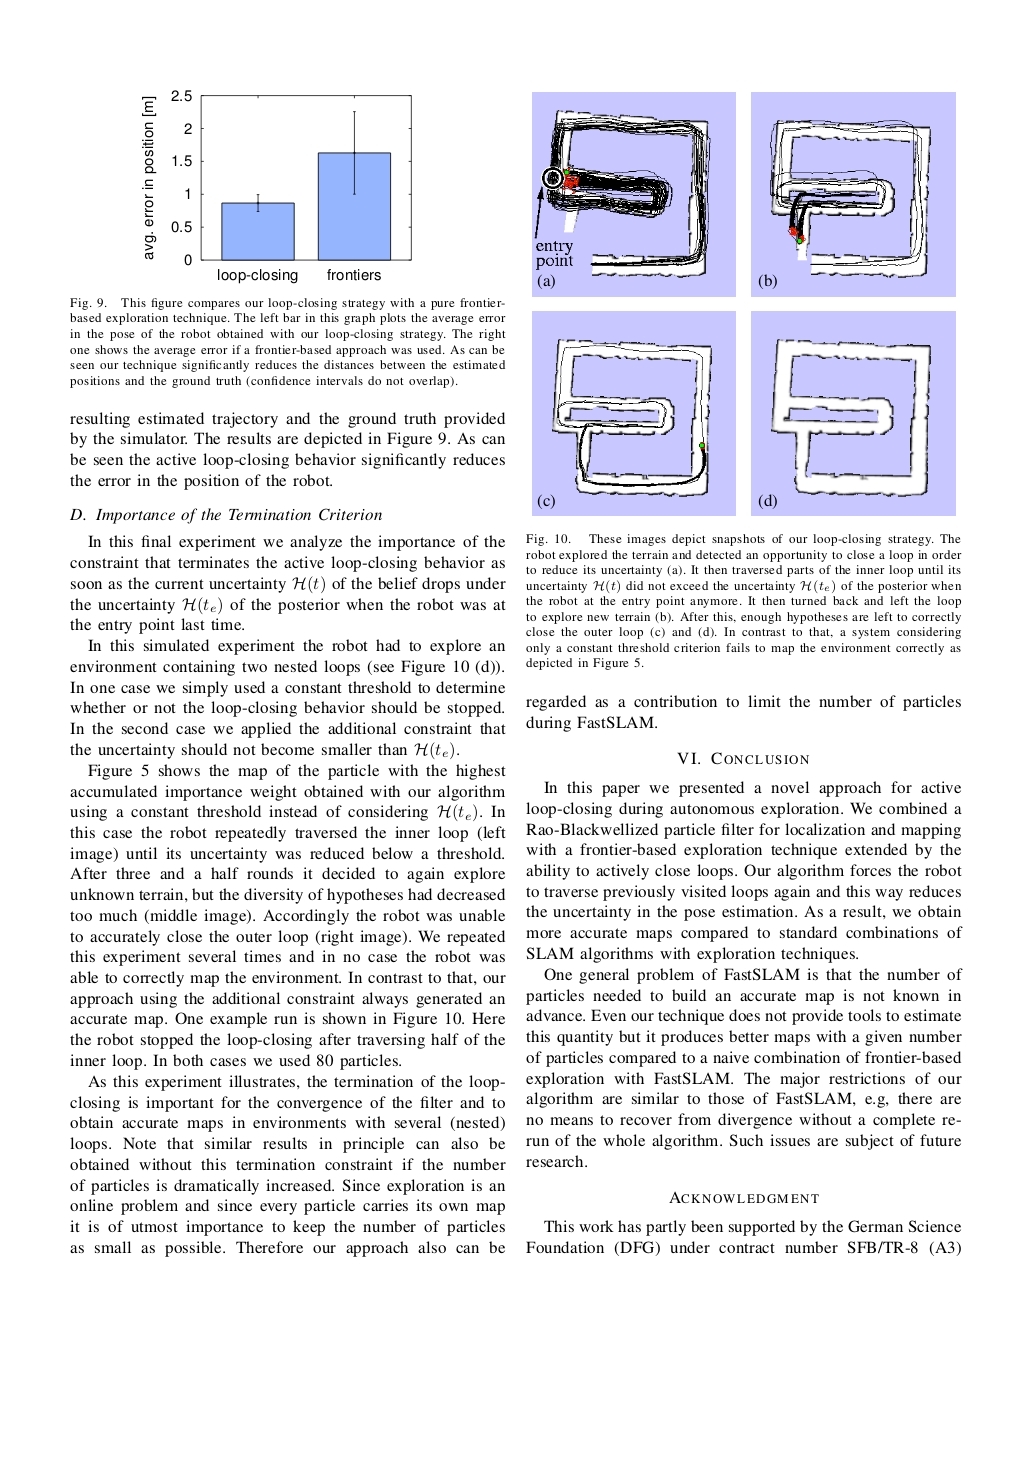 2.5
2
1.5
1
0.5
0
avg. error in position [m]
loop-closing
frontiers
Fig. 9. This figure compares our loop-closing strategy with a pure frontier-
based exploration technique. The left bar in this graph plots the average error
in the pose of the robot obtained with our loop-closing strategy. The right
one shows the average error if a frontier-based approach was used. As can be
seen our technique significantly reduces the distances between the estimated
positions and the ground truth (confidence intervals do not overlap).
resulting estimated trajectory and the ground truth provided
by the simulator. The results are depicted in Figure 9. As can
be seen the active loop-closing behavior significantly reduces
the error in the position of the robot.
D. Importance of the Termination Criterion
In this final experiment we analyze the importance of the
constraint that terminates the active loop-closing behavior as
soon as the current uncertainty H(t) of the belief drops under
the uncertainty H(te) of the posterior when the robot was at
the entry point last time.
In this simulated experiment the robot had to explore an
environment containing two nested loops (see Figure 10 (d)).
In one case we simply used a constant threshold to determine
whether or not the loop-closing behavior should be stopped.
In the second case we applied the additional constraint that
the uncertainty should not become smaller than H(te).
Figure 5 shows the map of the particle with the highest
accumulated importance weight obtained with our algorithm
using a constant threshold instead of considering H(te). In
this case the robot repeatedly traversed the inner loop (left
image) until its uncertainty was reduced below a threshold.
After three and a half rounds it decided to again explore
unknown terrain, but the diversity of hypotheses had decreased
too much (middle image). Accordingly the robot was unable
to accurately close the outer loop (right image). We repeated
this experiment several times and in no case the robot was
able to correctly map the environment. In contrast to that, our
approach using the additional constraint always generated an
accurate map. One example run is shown in Figure 10. Here
the robot stopped the loop-closing after traversing half of the
inner loop. In both cases we used 80 particles.
As this experiment illustrates, the termination of the loop-
closing is important for the convergence of the filter and to
obtain accurate maps in environments with several (nested)
loops. Note that similar results in principle can also be
obtained without this termination constraint if the number
of particles is dramatically increased. Since exploration is an
online problem and since every particle carries its own map
it is of utmost importance to keep the number of particles
as small as possible. Therefore our approach also can be
entry
point
(a)
(b)
(c)
(d)
Fig. 10. These images depict snapshots of our loop-closing strategy. The
robot explored the terrain and detected an opportunity to close a loop in order
to reduce its uncertainty (a). It then traversed parts of the inner loop until its
uncertainty H(t) did not exceed the uncertainty H(te) of the posterior when
the robot at the entry point anymore. It then turned back and left the loop
to explore new terrain (b). After this, enough hypotheses are left to correctly
close the outer loop (c) and (d). In contrast to that, a system considering
only a constant threshold criterion fails to map the environment correctly as
depicted in Figure 5.
regarded as a contribution to limit the number of particles
during FastSLAM.
VI. CONCLUSION
In this paper we presented a novel approach for active
loop-closing during autonomous exploration. We combined a
Rao-Blackwellized particle filter for localization and mapping
with a frontier-based exploration technique extended by the
ability to actively close loops. Our algorithm forces the robot
to traverse previously visited loops again and this way reduces
the uncertainty in the pose estimation. As a result, we obtain
more accurate maps compared to standard combinations of
SLAM algorithms with exploration techniques.
One general problem of FastSLAM is that the number of
particles needed to build an accurate map is not known in
advance. Even our technique does not provide tools to estimate
this quantity but it produces better maps with a given number
of particles compared to a naive combination of frontier-based
exploration with FastSLAM. The major restrictions of our
algorithm are similar to those of FastSLAM, e.g, there are
no means to recover from divergence without a complete re-
run of the whole algorithm. Such issues are subject of future
research.
ACKNOWLEDGMENT
This work has partly been supported by the German Science
Foundation (DFG) under contract number SFB/TR-8 (A3)